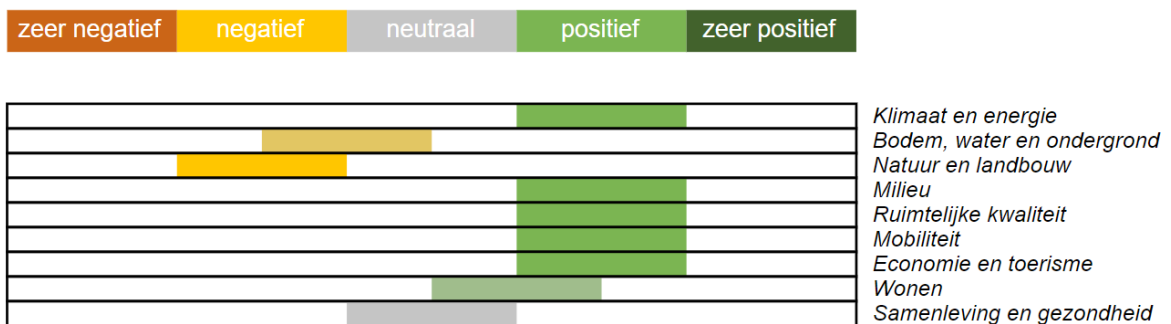 zeer negatief negatief neutraal positief zeer positief
Klimaat en energie
Bodem, water en ondergrond
Natuur en landbouw
Milieu
Ruimtelijke kwaliteit
Mobiliteit
Economie en toerisme
Wonen
Samenleving en gezondheid